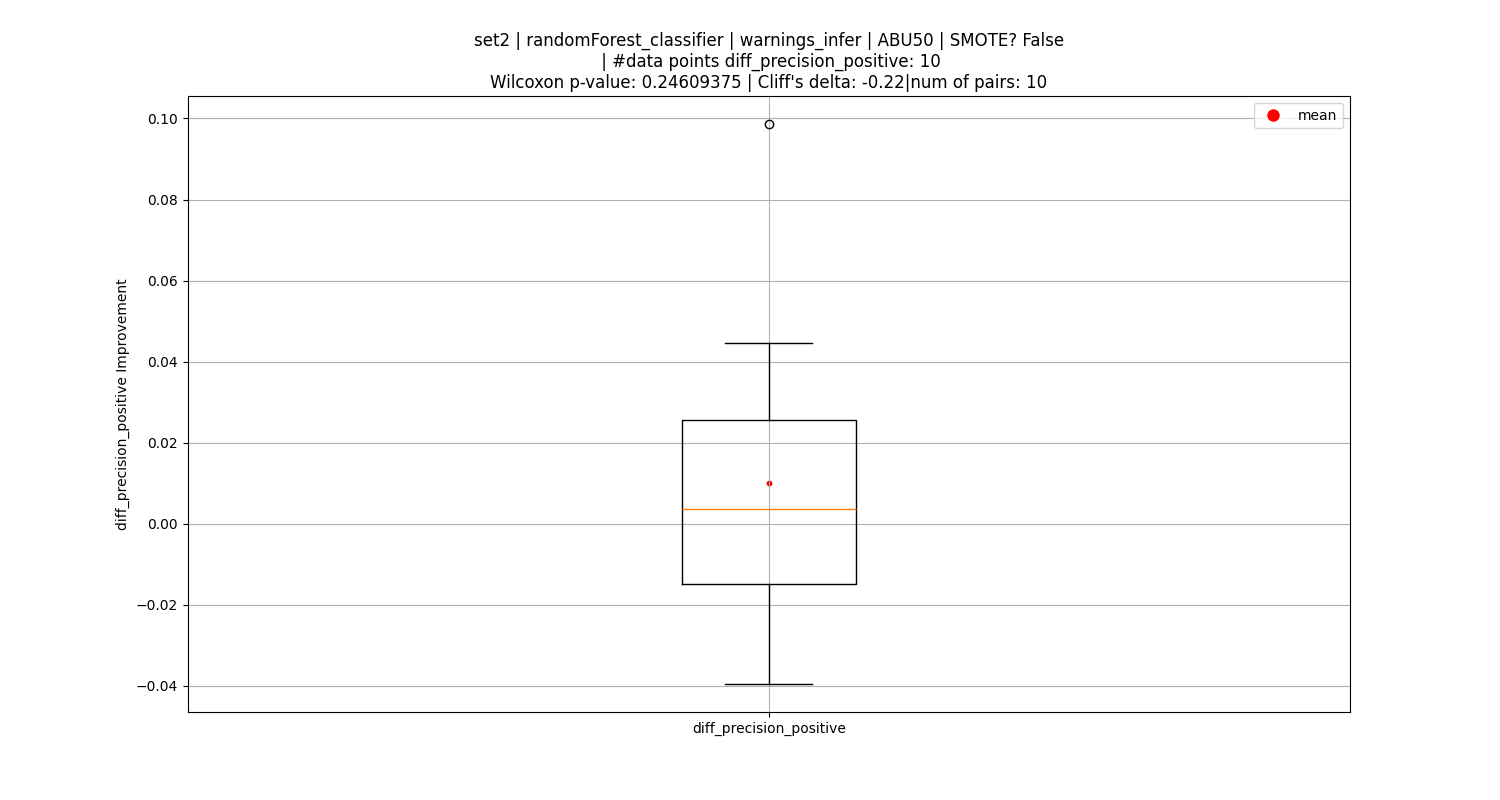 set2 | randomForest_classifier | warnings_infer | ABU50 | SMOTE? False
| #data points diff_precision_positive: 10
Wilcoxon p-value: 0.24609375 | Cliff's delta: -0.22|num of pairs: 10
mean
0.10
0.08
0.06
0.04
0.02
0.00
−0.02
−0.04
diff_precision_positive Improvement
diff_precision_positive